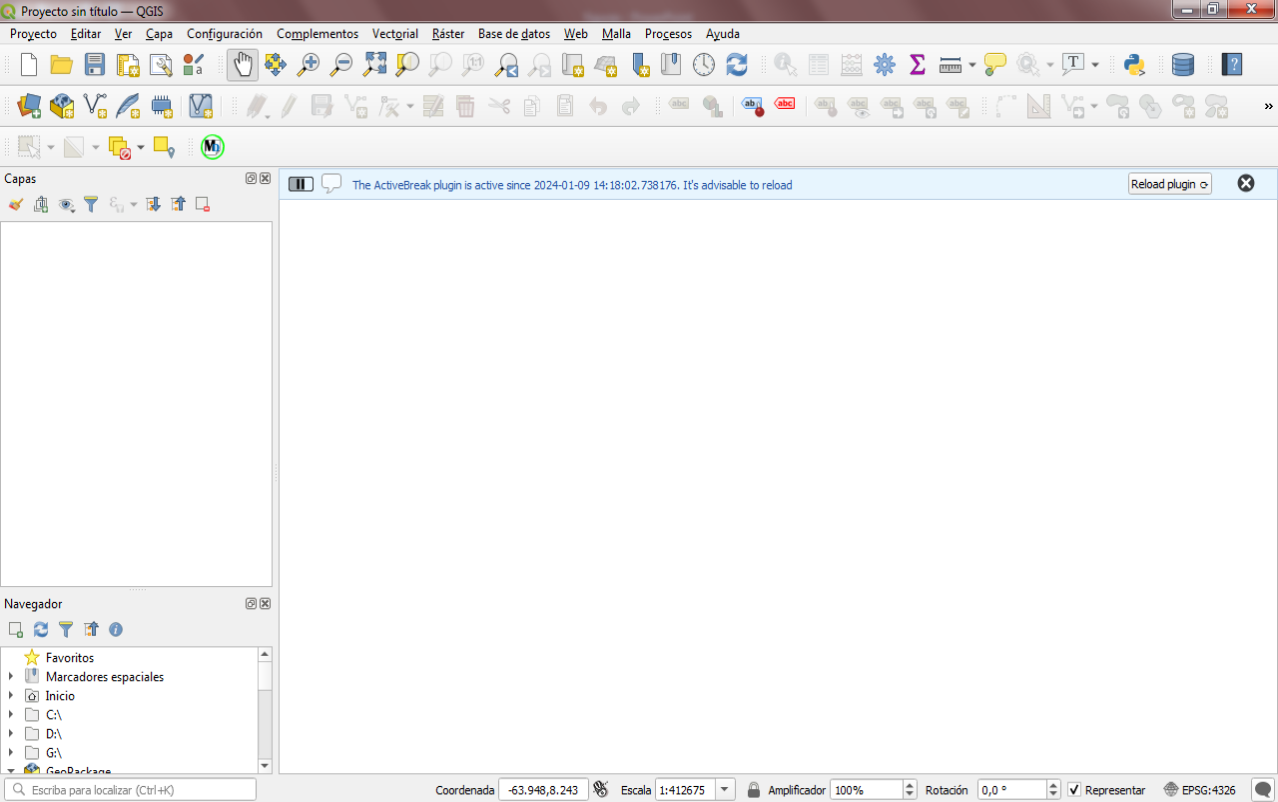 Proyecto sin título — QGIS
Proyecto Editar Ver Capa Configuración Complementos Vectorial Ráster Base de datos Web Malla Procesos Ayuda
Capas
The ActiveBreak plugin is active since 2024-01-09 14:18:02.738176. It's advisable to reload
Reload plugin
Navegador
Favoritos
Marcadores espaciales
Inicio
C:\
D:\
G:\
GeoPackage
Escriba para localizar (Ctrl+K)
Coordenada -63.948,8.243 Escala 1:412675 Amplificador 100% Rotación 0,0 ° Representar EPSG:4326